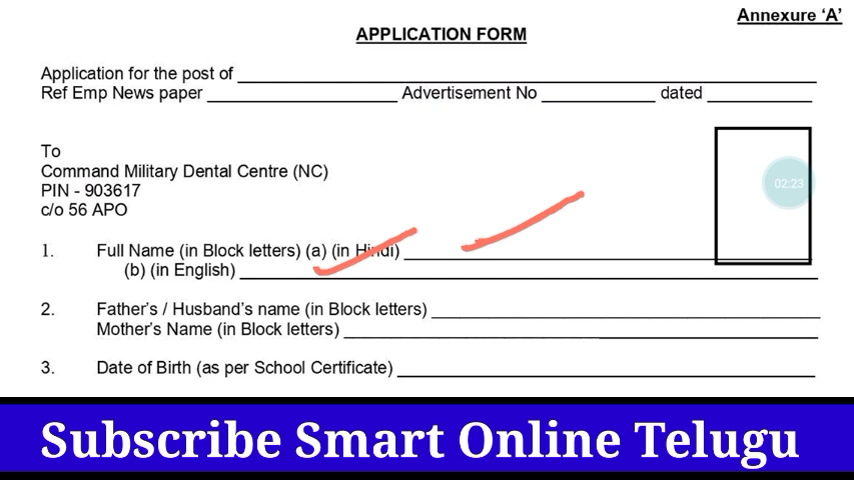 Annexure ‘A’
APPLICATION FORM
Application for the post of
Ref Emp News paper Advertisement No dated
To
Command Military Dental Centre (NC)
PIN - 903617
c/o 56 APO
02:23
1. Full Name (in Block letters) (a) (in Hindi)
(b) (in English)
2. Father’s / Husband’s name (in Block letters)
Mother’s Name (in Block letters)
3. Date of Birth (as per School Certificate)
Subscribe Smart Online Telugu